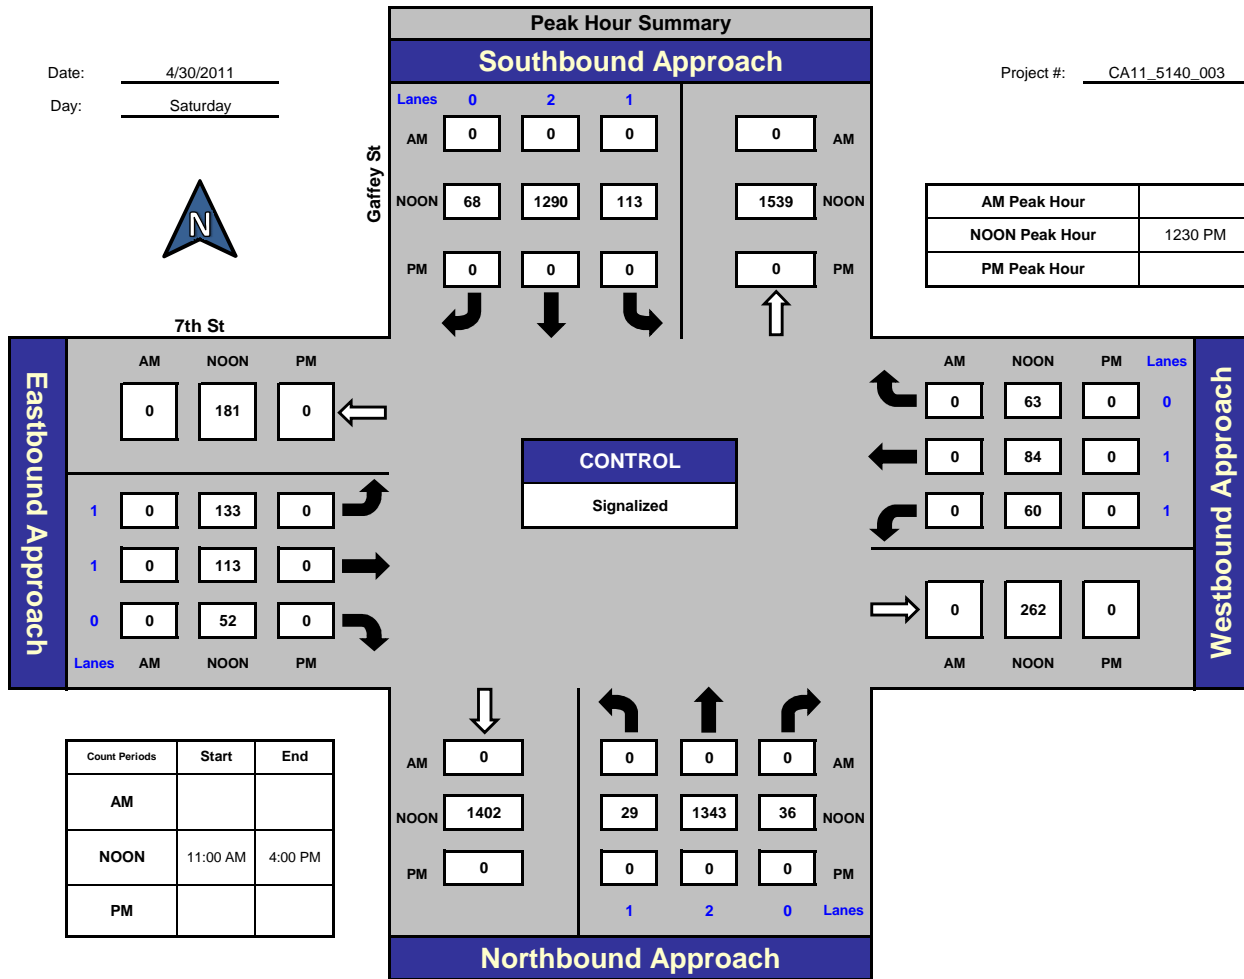 Peak Hour Summary
Southbound Approach
Date: 4/30/2011
Day: Saturday
Project #: CA11_5140_003
Gaffey St
Lanes 0 2 1
AM 0 0 0 0 AM
NOON 68 1290 113 1539 NOON
PM 0 0 0 0 PM
N
AM Peak Hour
NOON Peak Hour 1230 PM
PM Peak Hour
7th St
Eastbound Approach
AM NOON PM
0 181 0
1 0 133 0
1 0 113 0
0 0 52 0
Lanes AM NOON PM
CONTROL
Signalized
AM NOON PM Lanes
0 63 0 0
0 84 0 1
0 60 0 1
0 262 0
AM NOON PM
Westbound Approach
Count Periods Start End
AM
NOON 11:00 AM 4:00 PM
PM
AM 0 0 0 0 AM
NOON 1402 29 1343 36 NOON
PM 0 0 0 0 PM
1 2 0 Lanes
Northbound Approach